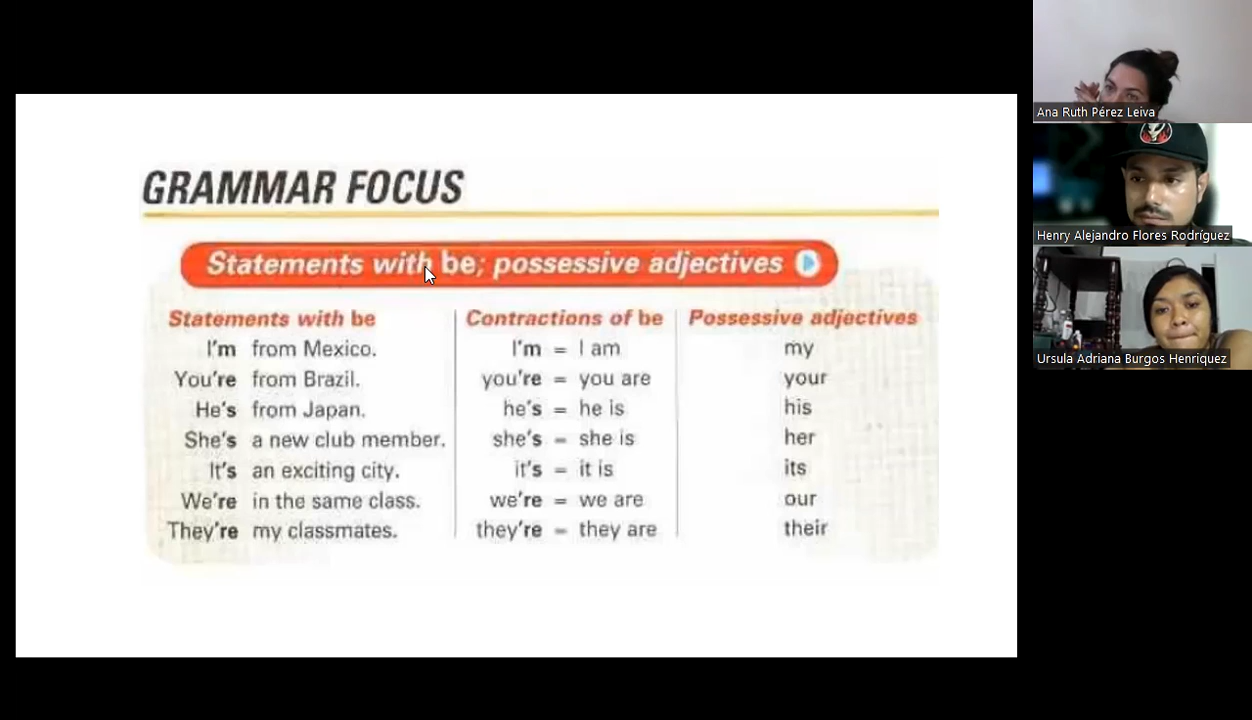 GRAMMAR FOCUS
Statements with be; possessive adjectives
Statements with be Contractions of be Possessive adjectives
I'm from Mexico. I'm = I am my
You're from Brazil. you're = you are your
He's from Japan. he's = he is his
She's a new club member. she's = she is her
It's an exciting city. it's = it is its
We're in the same class. we're = we are our
They're my classmates. they're = they are their
Ana Ruth Pérez Leiva
Henry Alejandro Flores Rodríguez
Ursula Adriana Burgos Henriquez